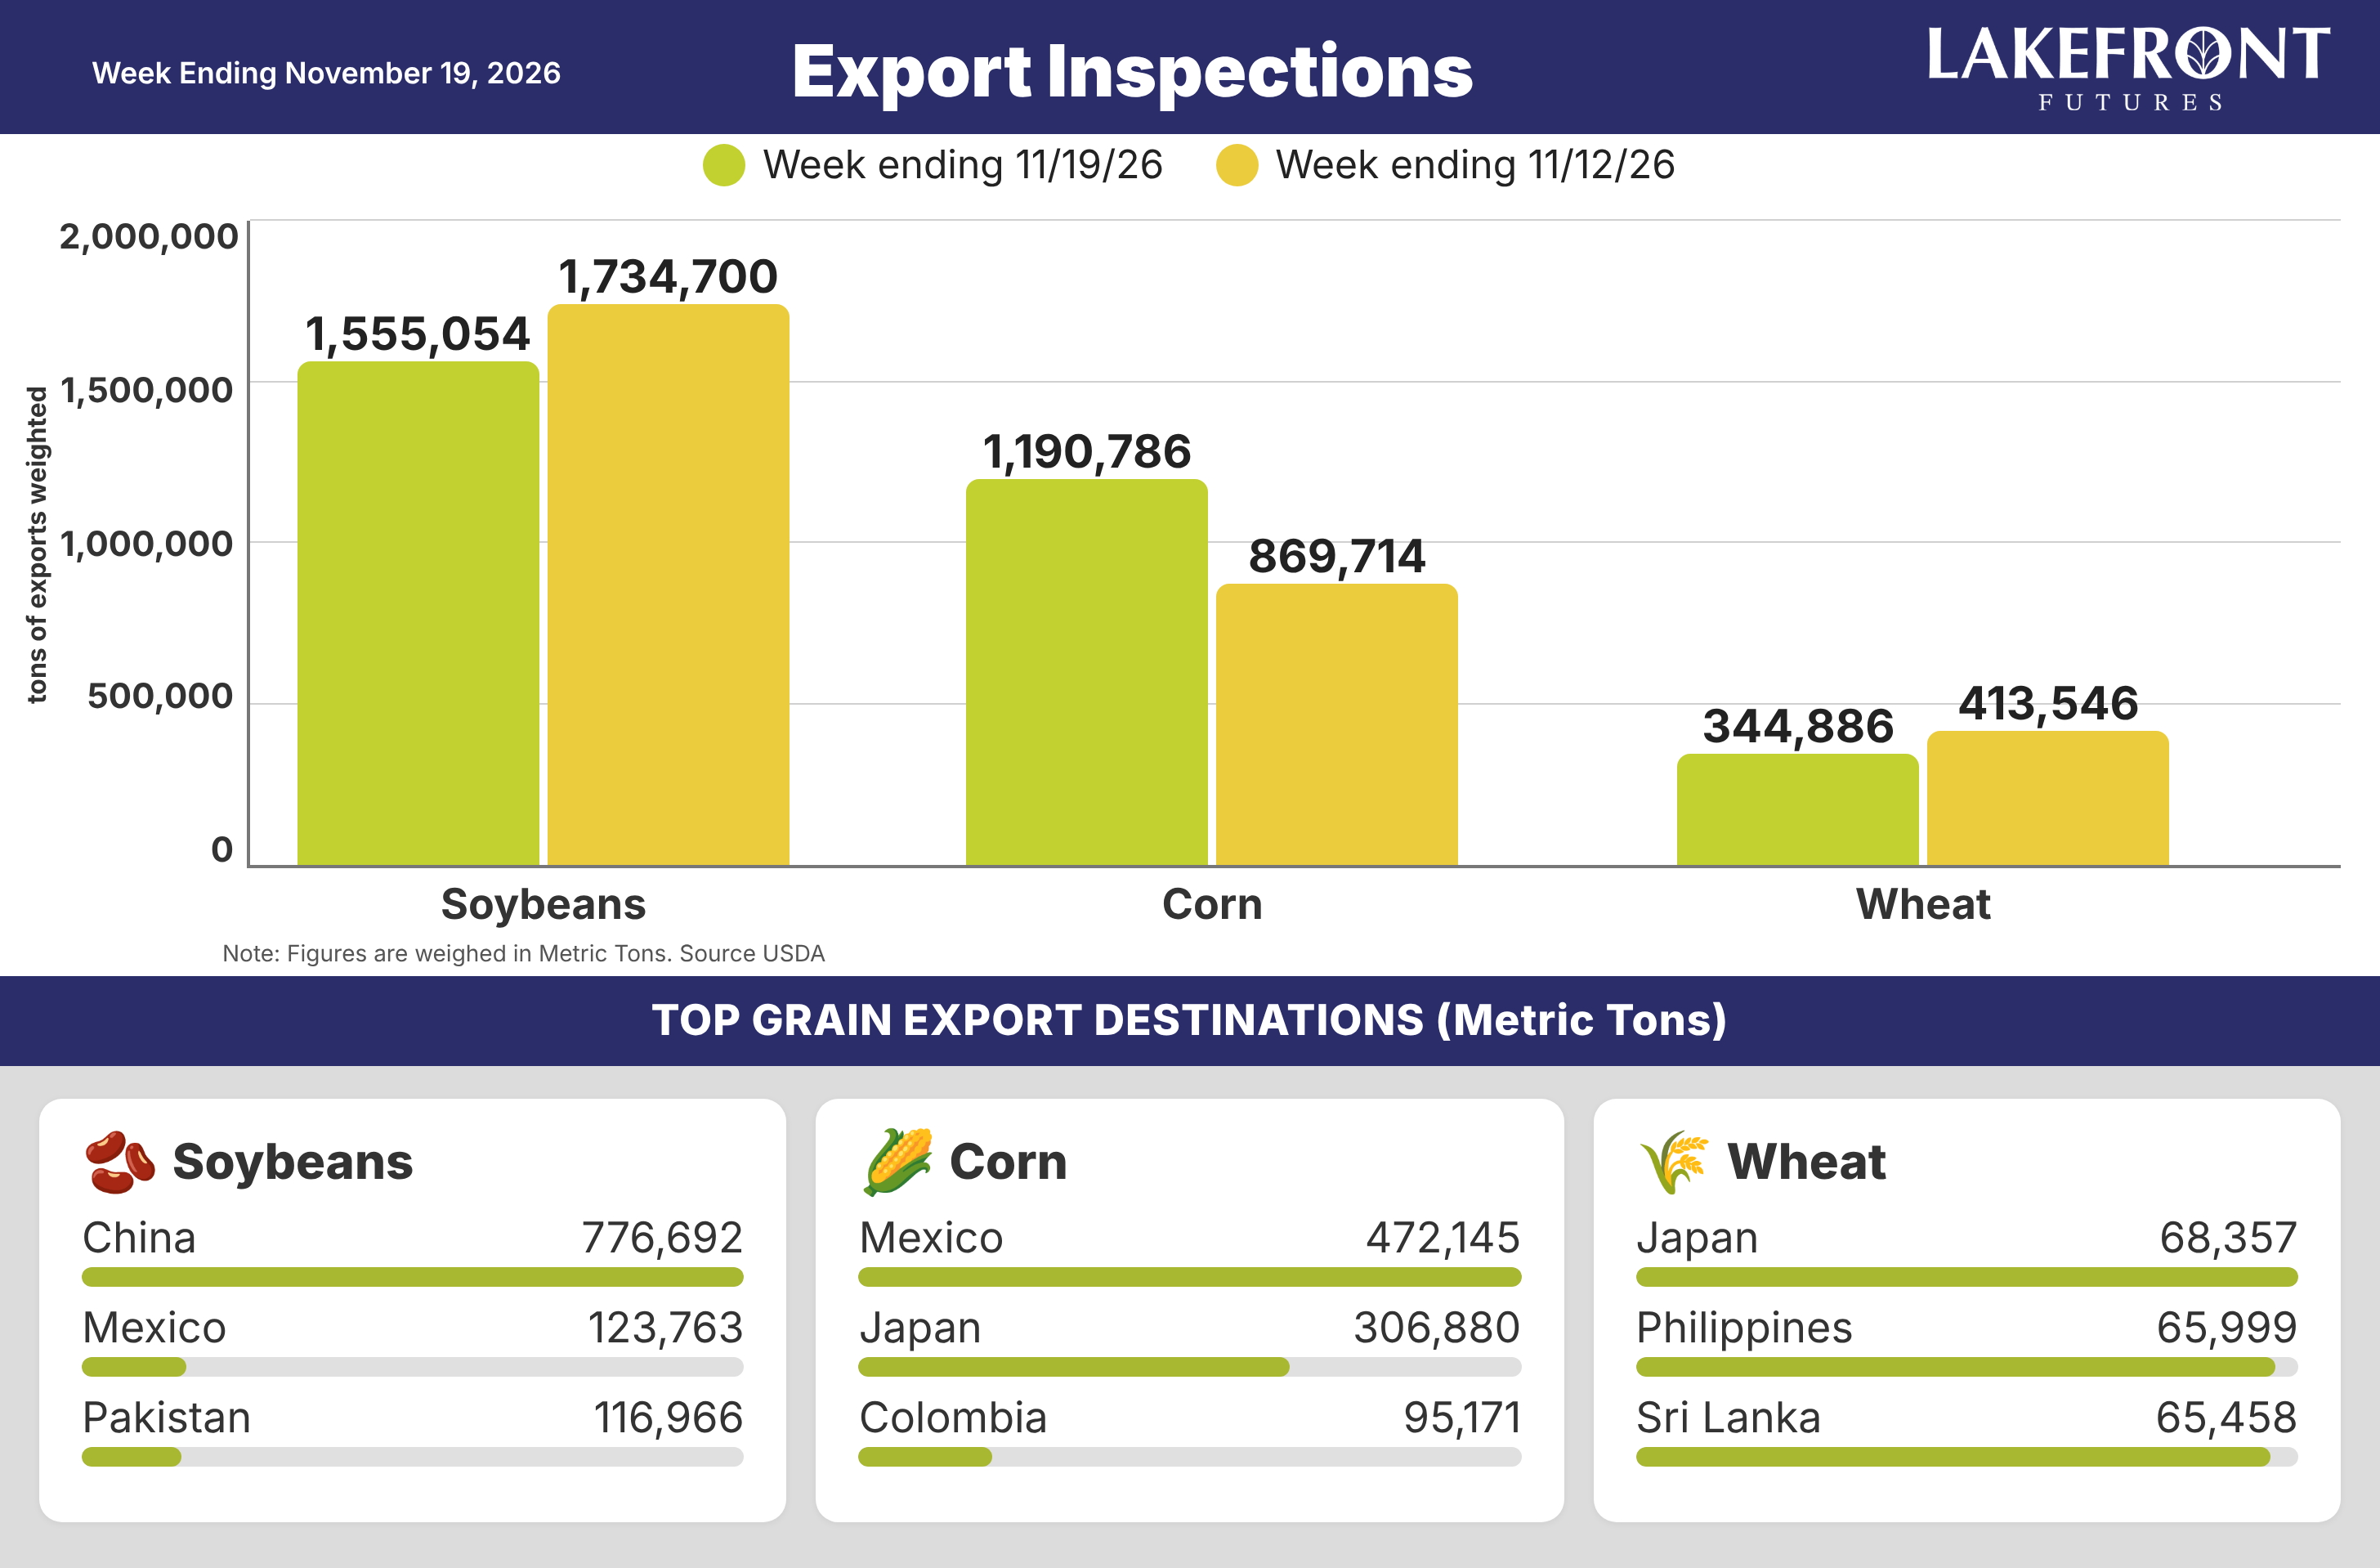 Week Ending November 19, 2026
Export Inspections
LAKEFRONT
FUTURES
Week ending 11/19/26
Week ending 11/12/26
tons of exports weighted
2,000,000
1,500,000
1,000,000
500,000
0
1,555,054
1,734,700
1,190,786
869,714
344,886
413,546
Soybeans
Corn
Wheat
Note: Figures are weighed in Metric Tons. Source USDA
TOP GRAIN EXPORT DESTINATIONS (Metric Tons)
Soybeans
China 776,692
Mexico 123,763
Pakistan 116,966
Corn
Mexico 472,145
Japan 306,880
Colombia 95,171
Wheat
Japan 68,357
Philippines 65,999
Sri Lanka 65,458